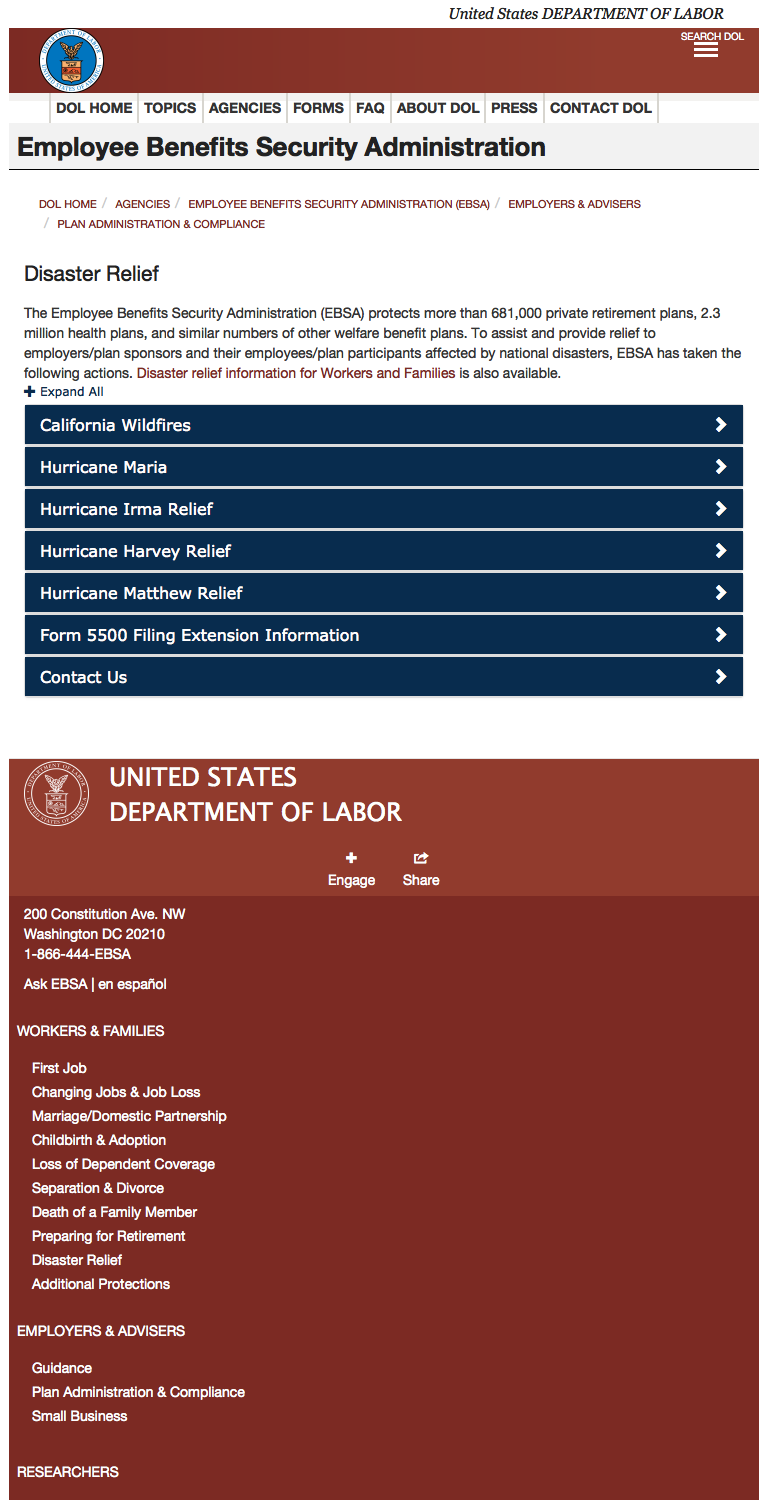 United States DEPARTMENT OF LABOR
SEARCH DOL
DOL HOME TOPICS AGENCIES FORMS FAQ ABOUT DOL PRESS CONTACT DOL
Employee Benefits Security Administration
DOL HOME / AGENCIES / EMPLOYEE BENEFITS SECURITY ADMINISTRATION (EBSA) / EMPLOYERS & ADVISERS
/ PLAN ADMINISTRATION & COMPLIANCE
Disaster Relief
The Employee Benefits Security Administration (EBSA) protects more than 681,000 private retirement plans, 2.3
million health plans, and similar numbers of other welfare benefit plans. To assist and provide relief to
employers/plan sponsors and their employees/plan participants affected by national disasters, EBSA has taken the
following actions. Disaster relief information for Workers and Families is also available.
Expand All
California Wildfires
Hurricane Maria
Hurricane Irma Relief
Hurricane Harvey Relief
Hurricane Matthew Relief
Form 5500 Filing Extension Information
Contact Us
DEPARTMENT OF LABOR
UNITED STATES OF AMERICA
UNITED STATES
DEPARTMENT OF LABOR
Engage Share
200 Constitution Ave. NW
Washington DC 20210
1-866-444-EBSA
Ask EBSA | en español
WORKERS & FAMILIES
First Job
Changing Jobs & Job Loss
Marriage/Domestic Partnership
Childbirth & Adoption
Loss of Dependent Coverage
Separation & Divorce
Death of a Family Member
Preparing for Retirement
Disaster Relief
Additional Protections
EMPLOYERS & ADVISERS
Guidance
Plan Administration & Compliance
Small Business
RESEARCHERS